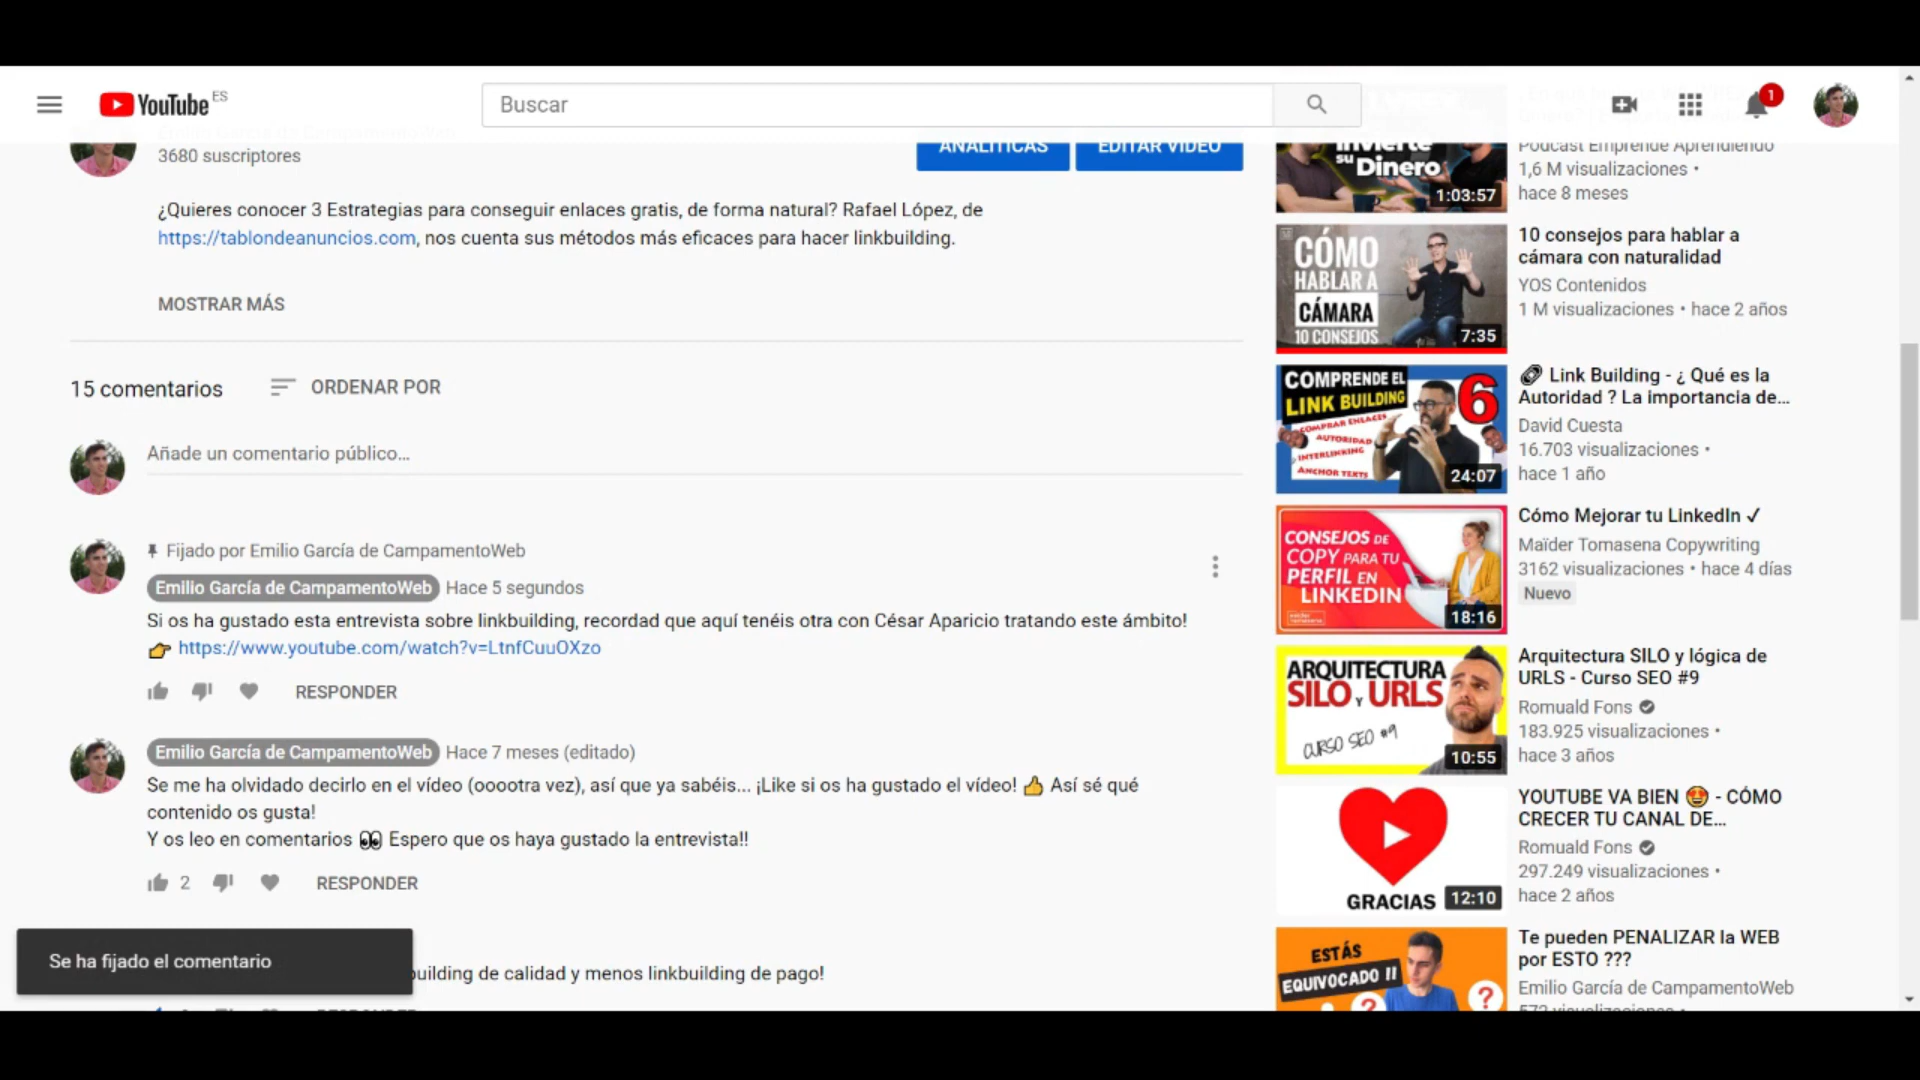 YouTube ES
Buscar
1
3680 suscriptores
ANALÍTICAS
EDITAR VÍDEO
¿Quieres conocer 3 Estrategias para conseguir enlaces gratis, de forma natural? Rafael López, de
https://tablondeanuncios.com, nos cuenta sus métodos más eficaces para hacer linkbuilding.
MOSTRAR MÁS
15 comentarios
ORDENAR POR
Añade un comentario público...
Fijado por Emilio García de CampamentoWeb
Emilio García de CampamentoWeb Hace 5 segundos
Si os ha gustado esta entrevista sobre linkbuilding, recordad que aquí tenéis otra con César Aparicio tratando este ámbito!
👉 https://www.youtube.com/watch?v=LtnfCuuOXzo
RESPONDER
Emilio García de CampamentoWeb Hace 7 meses (editado)
Se me ha olvidado decirlo en el vídeo (ooootra vez), así que ya sabéis... ¡Like si os ha gustado el vídeo! 👍 Así sé qué
contenido os gusta!
Y os leo en comentarios 👀 Espero que os haya gustado la entrevista!!
2
RESPONDER
Se ha fijado el comentario
building de calidad y menos linkbuilding de pago!
Invierte
su Dinero
1:03:57
Podcast Emprende Aprendiendo
1,6 M visualizaciones •
hace 8 meses
CÓMO
HABLAR A
CÁMARA
10 CONSEJOS
7:35
10 consejos para hablar a
cámara con naturalidad
YOS Contenidos
1 M visualizaciones • hace 2 años
COMPRENDE EL
LINK BUILDING
6
COMPRAR ENLACES
AUTORIDAD
INTERLINKING
ANCHOR TEXTS
24:07
🔗 Link Building - ¿ Qué es la
Autoridad ? La importancia de...
David Cuesta
16.703 visualizaciones •
hace 1 año
CONSEJOS DE
COPY PARA TU
PERFIL EN
LINKEDIN
18:16
Cómo Mejorar tu LinkedIn ✓
Maïder Tomasena Copywriting
3162 visualizaciones • hace 4 días
Nuevo
ARQUITECTURA
SILO Y URLS
CURSO SEO #9
10:55
Arquitectura SILO y lógica de
URLS - Curso SEO #9
Romuald Fons
183.925 visualizaciones •
hace 3 años
GRACIAS
12:10
YOUTUBE VA BIEN 🤩 - CÓMO
CRECER TU CANAL DE...
Romuald Fons
297.249 visualizaciones •
hace 2 años
ESTÁS
EQUIVOCADO !!
?
?
Te pueden PENALIZAR la WEB
por ESTO ???
Emilio García de CampamentoWeb